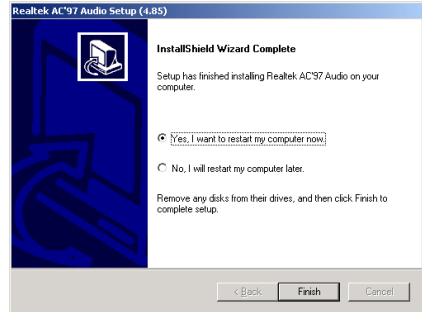 Realtek AC'97 Audio Setup (4.85)
InstallShield Wizard Complete
Setup has finished installing Realtek AC'97 Audio on your
computer.
Yes, I want to restart my computer now.
No, I will restart my computer later.
Remove any disks from their drives, and then click Finish to
complete setup.
< Back Finish Cancel